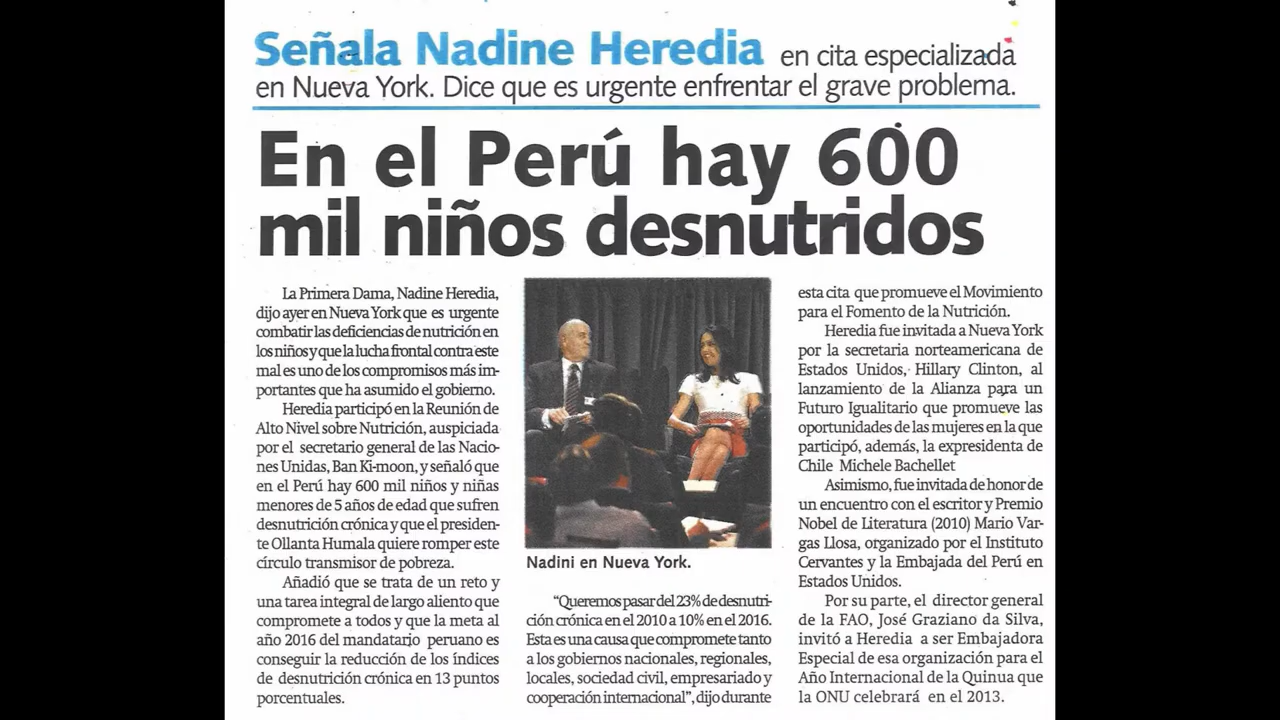 Señala Nadine Heredia en cita especializada
en Nueva York. Dice que es urgente enfrentar el grave problema.
En el Perú hay 600
mil niños desnutridos
La Primera Dama, Nadine Heredia,
dijo ayer en Nueva York que es urgente
combatir las deficiencias de nutrición en
los niños y que la lucha frontal contra este
mal es uno de los compromisos más im-
portantes que ha asumido el gobierno.
Heredia participó en la Reunión de
Alto Nivel sobre Nutrición, auspiciada
por el secretario general de las Nacio-
nes Unidas, Ban Ki-moon, y señaló que
en el Perú hay 600 mil niños y niñas
menores de 5 años de edad que sufren
desnutrición crónica y que el presiden-
te Ollanta Humala quiere romper este
círculo transmisor de pobreza.
Añadió que se trata de un reto y
una tarea integral de largo aliento que
compromete a todos y que la meta al
año 2016 del mandatario peruano es
conseguir la reducción de los índices
de desnutrición crónica en 13 puntos
porcentuales.
Nadini en Nueva York.
“Queremos pasar del 23% de desnutri-
ción crónica en el 2010 a 10% en el 2016.
Esta es una causa que compromete tanto
a los gobiernos nacionales, regionales,
locales, sociedad civil, empresariado y
cooperación internacional”, dijo durante
esta cita que promueve el Movimiento
para el Fomento de la Nutrición.
Heredia fue invitada a Nueva York
por la secretaria norteamericana de
Estados Unidos, Hillary Clinton, al
lanzamiento de la Alianza para un
Futuro Igualitario que promueve las
oportunidades de las mujeres en la que
participó, además, la expresidenta de
Chile Michele Bachellet
Asimismo, fue invitada de honor de
un encuentro con el escritor y Premio
Nobel de Literatura (2010) Mario Var-
gas Llosa, organizado por el Instituto
Cervantes y la Embajada del Perú en
Estados Unidos.
Por su parte, el director general
de la FAO, José Graziano da Silva,
invitó a Heredia a ser Embajadora
Especial de esa organización para el
Año Internacional de la Quinua que
la ONU celebrará en el 2013.